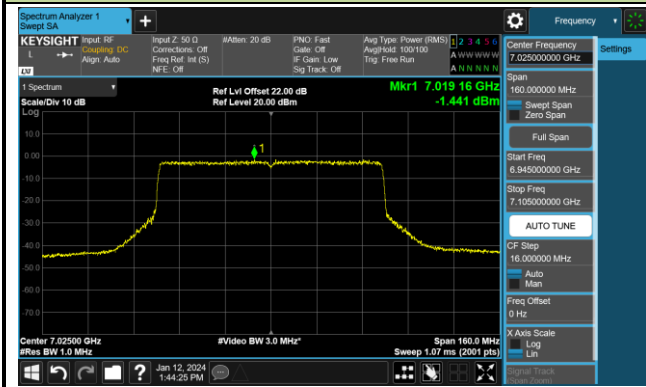 Spectrum Analyzer 1
Swept SA
Frequency
KEYSIGHT
Input: RF
Coupling: DC
Align: Auto
Input Z: 50 Ω
Corrections: Off
Freq Ref: Int (S)
NFE: Off
#Atten: 20 dB
PNO: Fast
Gate: Off
IF Gain: Low
Sig Track: Off
Avg Type: Power (RMS)
Avg|Hold: 100/100
Trig: Free Run
1 2 3 4 5 6
A W W W W W
A N N N N N
L
LXI
1 Spectrum
Scale/Div 10 dB
Log
Ref Lvl Offset 22.00 dB
Ref Level 20.00 dBm
Mkr1 7.019 16 GHz
-1.441 dBm
1
10.0
0.00
-10.0
-20.0
-30.0
-40.0
-50.0
-60.0
-70.0
Center 7.02500 GHz
#Res BW 1.0 MHz
#Video BW 3.0 MHz*
Span 160.0 MHz
Sweep 1.07 ms (2001 pts)
Center Frequency
7.025000000 GHz
Span
160.000000 MHz
Swept Span
Zero Span
Full Span
Start Freq
6.945000000 GHz
Stop Freq
7.105000000 GHz
AUTO TUNE
CF Step
16.000000 MHz
Auto
Man
Freq Offset
0 Hz
X Axis Scale
Log
Lin
Signal Track
(Span Zoom)
Settings
Jan 12, 2024
1:44:25 PM